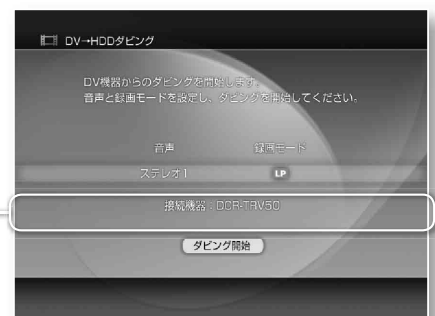 DV→HDDダビング
DV機器からのダビングを開始します。
音声と録画モードを設定し、ダビングを開始してください。
音声 録画モード
ステレオ1 LP
接続機器：DCR-TRV50
ダビング開始